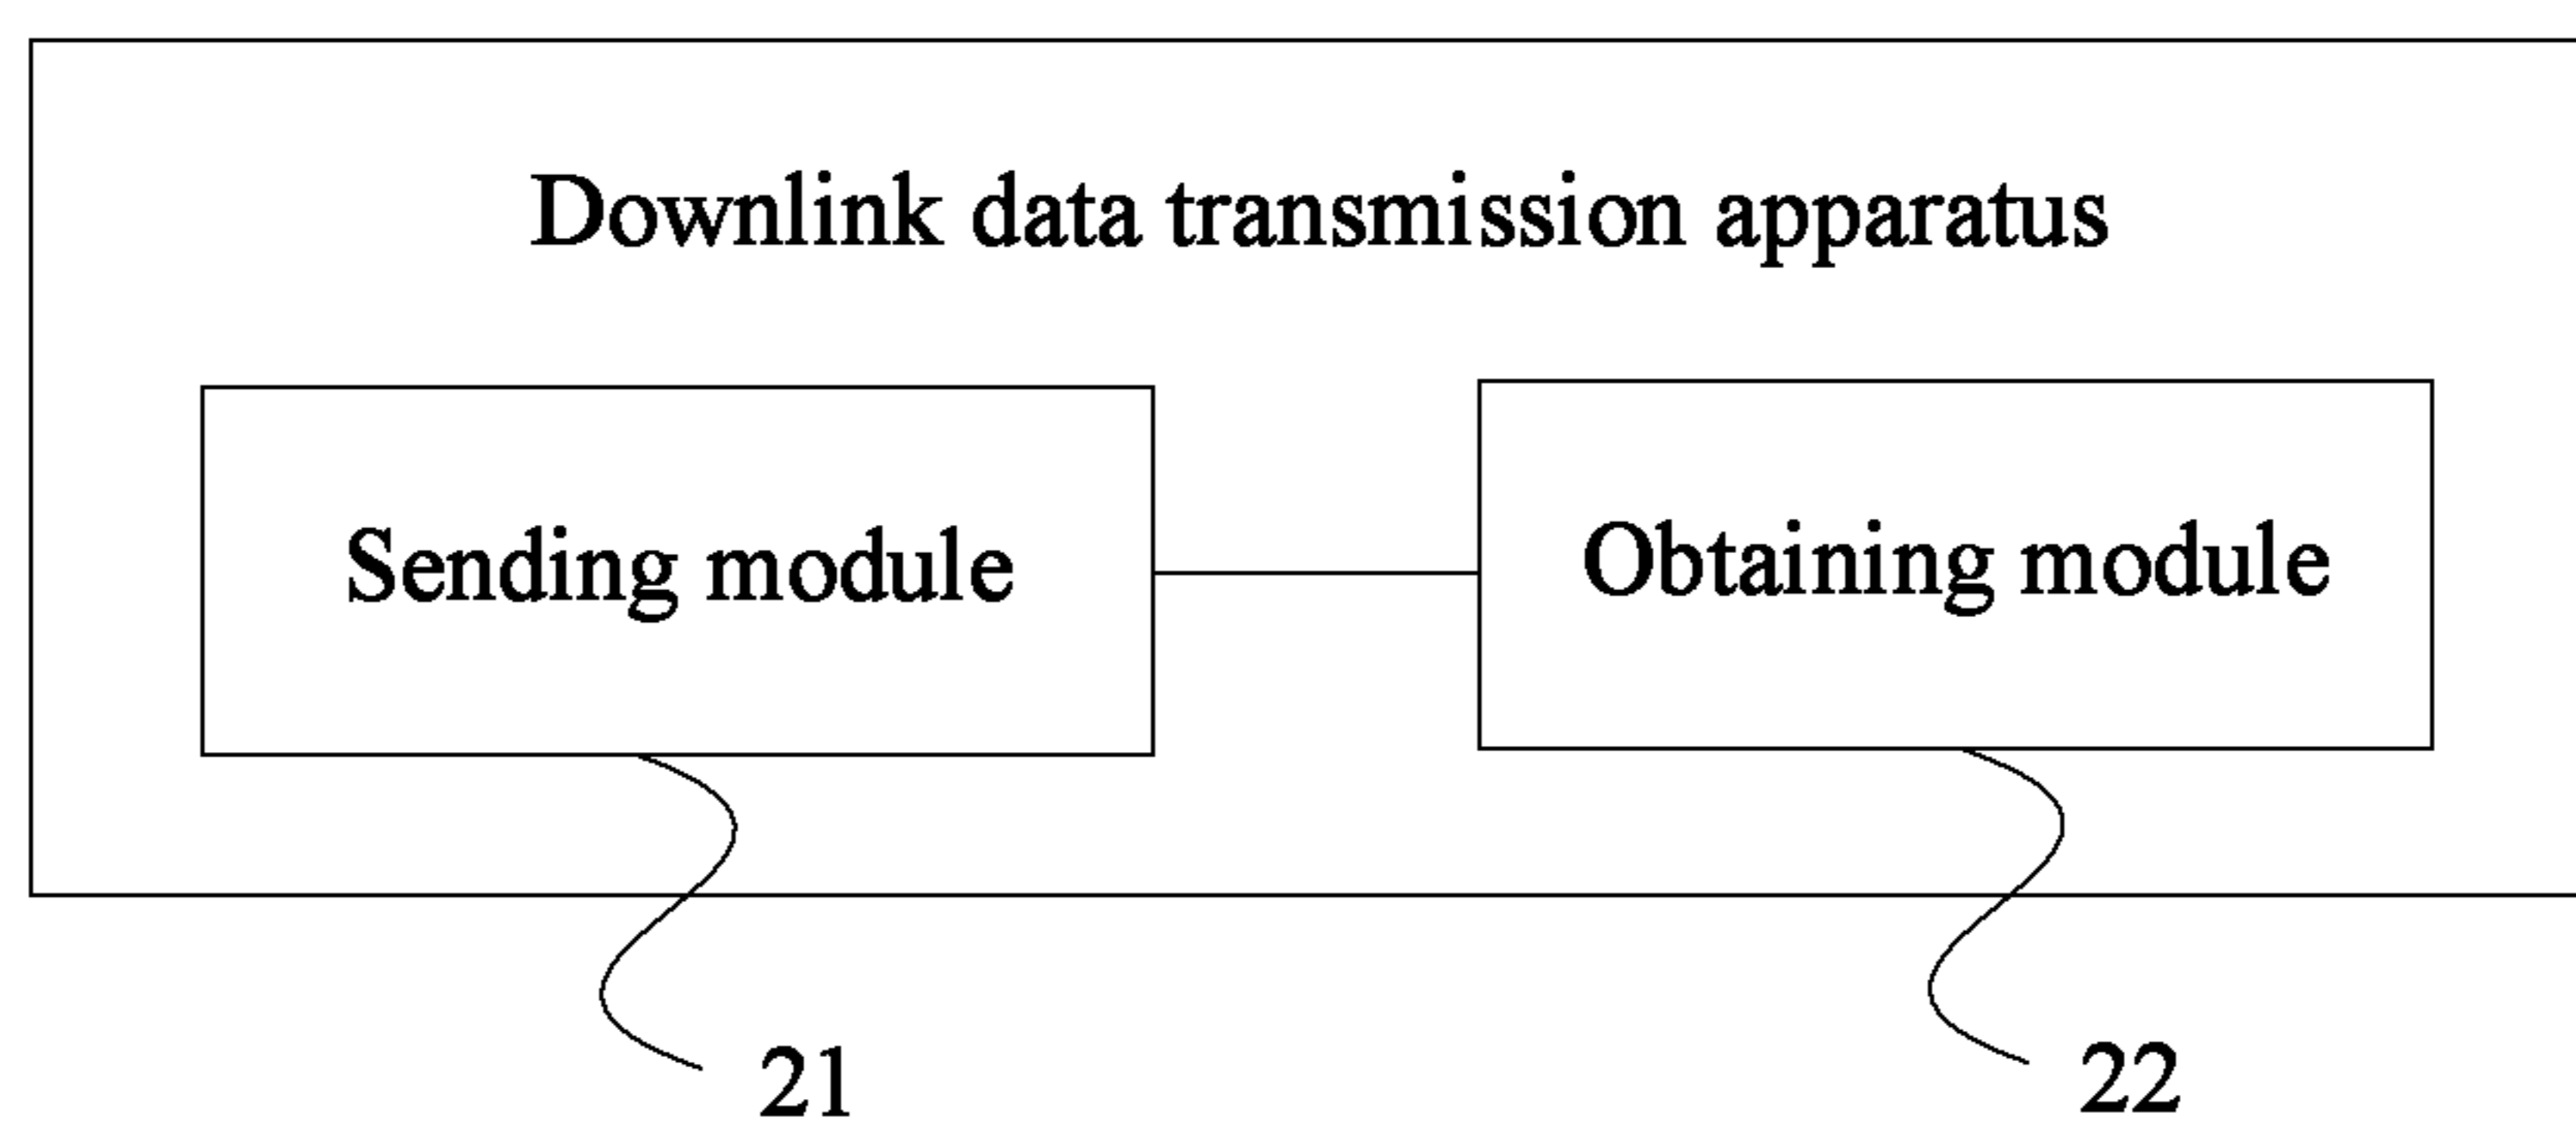 Downlink data transmission apparatus
Sending module
Obtaining module
21
22